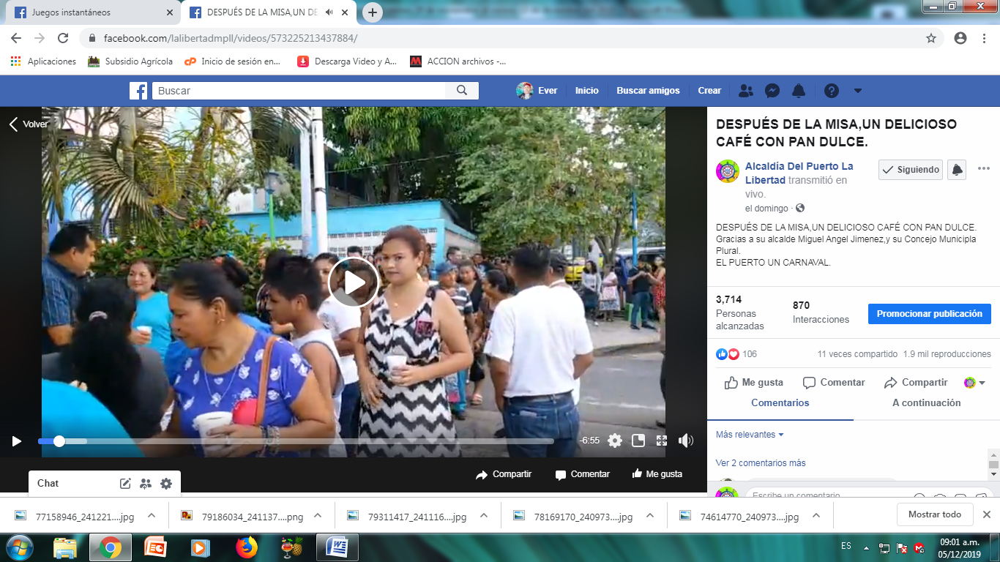 Juegos instantáneos
DESPUÉS DE LA MISA,UN DE
facebook.com/lalibertadmpll/videos/573225213437884/
Aplicaciones Subsidio Agrícola Inicio de sesión en... Descarga Video y A... ACCION archivos -...
Buscar
Ever Inicio Buscar amigos Crear
Volver
DESPUÉS DE LA MISA,UN DELICIOSO
CAFÉ CON PAN DULCE.
Alcaldía Del Puerto La
Libertad transmitió en
vivo.
el domingo ·
Siguiendo
DESPUÉS DE LA MISA,UN DELICIOSO CAFÉ CON PAN DULCE.
Gracias a su alcalde Miguel Angel Jimenez,y su Concejo Municipla
Plural.
EL PUERTO UN CARNAVAL.
3,714
Personas
alcanzadas
870
Interacciones
Promocionar publicación
106 11 veces compartido 1.9 mil reproducciones
Me gusta Comentar Compartir
Comentarios A continuación
Más relevantes
Ver 2 comentarios más
Escribe un comentario
-6:55
Compartir Comentar Me gusta
Chat
77158946_241221....jpg 79186034_241137....png 79311417_241116....jpg 78169170_240973....jpg 74614770_240973....jpg Mostrar todo
ES
09:01 a.m.
05/12/2019